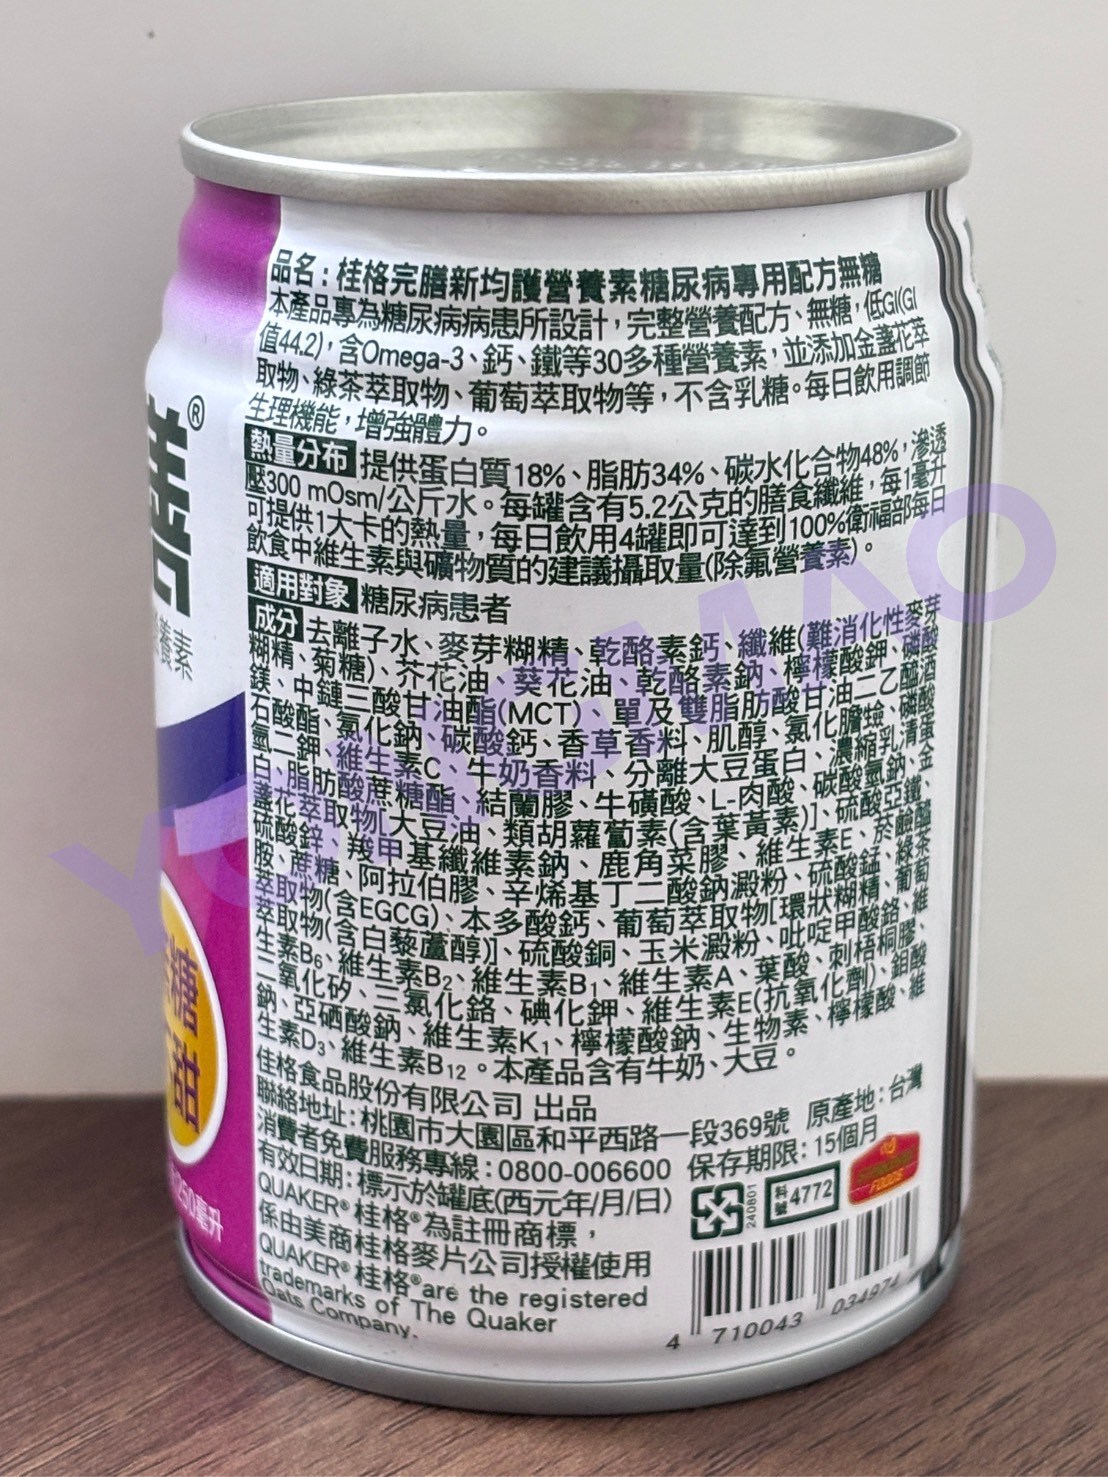 品名：桂格完膳新均護營養素糖尿病專用配方無糖
本產品專為糖尿病病患所設計，完整營養配方、無糖，低GI(GI
值44.2)，含Omega-3、鈣、鐵等30多種營養素，並添加金盞花萃
取物、綠茶萃取物、葡萄萃取物等，不含乳糖。每日飲用調節
生理機能，增強體力。
熱量分布 提供蛋白質18%、脂肪34%、碳水化合物48%，滲透
壓300 mOsm/公斤水。每罐含有5.2公克的膳食纖維，每1毫升
可提供1大卡的熱量，每日飲用4罐即可達到100%衛福部每日
飲食中維生素與礦物質的建議攝取量(除氟營養素)。
適用對象 糖尿病患者
成分 去離子水、麥芽糊精、乾酪素鈣、纖維(難消化性麥芽
糊精、菊糖)、芥花油、葵花油、乾酪素鈉、檸檬酸鉀、磷酸
鎂、中鏈三酸甘油酯(MCT)、單及雙脂肪酸甘油二乙醯酒
石酸酯、氯化鈉、碳酸鈣、香草香料、肌醇、氯化膽鹼、磷酸
氫二鉀、維生素C、牛奶香料、分離大豆蛋白、濃縮乳清蛋
白、脂肪酸蔗糖酯、結蘭膠、牛磺酸、L-肉酸、碳酸氫鈉、金
盞花萃取物[大豆油、類胡蘿蔔素(含葉黃素)]、硫酸亞鐵、
硫酸鋅、羧甲基纖維素鈉、鹿角菜膠、維生素E、菸鹼醯
胺、蔗糖、阿拉伯膠、辛烯基丁二酸鈉澱粉、硫酸錳、綠茶
萃取物(含EGCG)、本多酸鈣、葡萄萃取物[環狀糊精、葡萄
萃取物(含白藜蘆醇)]、硫酸銅、玉米澱粉、吡啶甲酸鉻、維
生素B6、維生素B2、維生素B1、維生素A、葉酸、刺梧桐膠、
二氧化矽、三氯化鉻、碘化鉀、維生素E(抗氧化劑)、鉬酸
鈉、亞硒酸鈉、維生素K1、檸檬酸鈉、生物素、檸檬酸、維
生素D3、維生素B12。本產品含有牛奶、大豆。
佳格食品股份有限公司 出品
聯絡地址：桃園市大園區和平西路一段369號 原產地：台灣
消費者免費服務專線：0800-006600 保存期限：15個月
有效日期：標示於罐底(西元年/月/日)
QUAKER®桂格®為註冊商標，
係由美商桂格麥片公司授權使用
QUAKER®桂格®are the registered
trademarks of The Quaker
Oats Company.
240801
料號 4772
FOODS
4 710043 034974
®
營養素
糖
甜
250毫升
YONGMAO